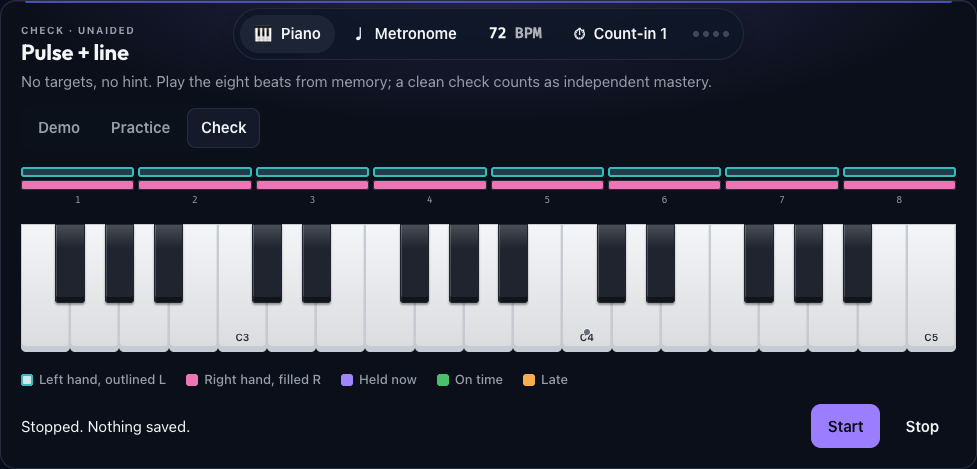 CHECK · UNAIDED
Pulse + line
Piano
Metronome
72 BPM
Count-in 1
No targets, no hint. Play the eight beats from memory; a clean check counts as independent mastery.
Demo
Practice
Check
1 2 3 4 5 6 7 8
C3 C4 C5
Left hand, outlined L
Right hand, filled R
Held now
On time
Late
Stopped. Nothing saved.
Start
Stop